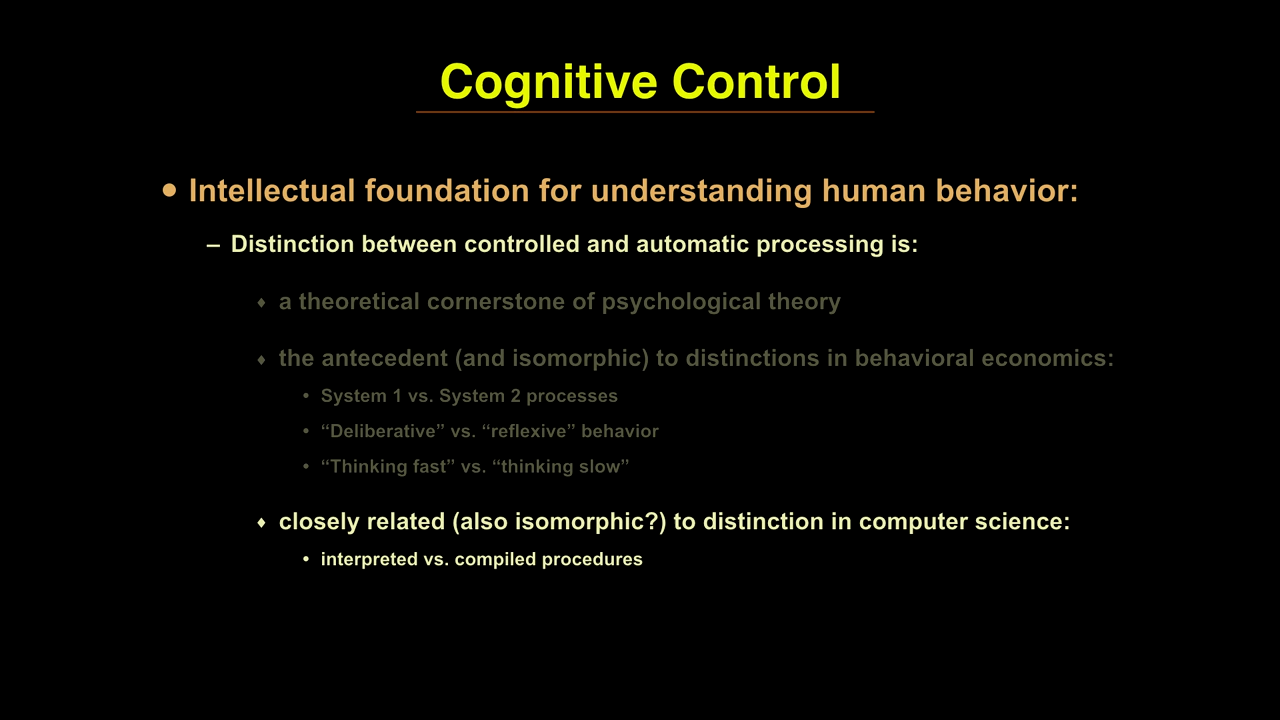 Cognitive Control
• Intellectual foundation for understanding human behavior:
– Distinction between controlled and automatic processing is:
♦ a theoretical cornerstone of psychological theory
♦ the antecedent (and isomorphic) to distinctions in behavioral economics:
• System 1 vs. System 2 processes
• “Deliberative” vs. “reflexive” behavior
• “Thinking fast” vs. “thinking slow”
♦ closely related (also isomorphic?) to distinction in computer science:
• interpreted vs. compiled procedures